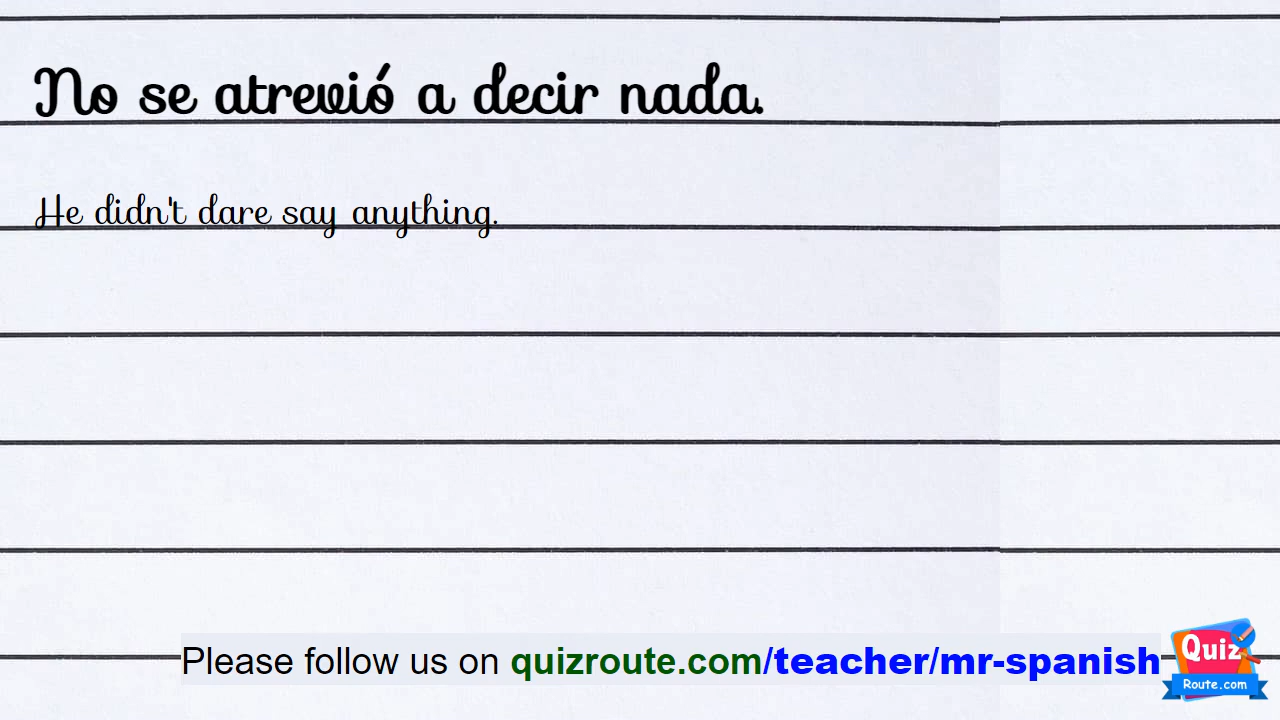 No se atrevió a decir nada.
He didn't dare say anything.
Please follow us on quizroute.com/teacher/mr-spanish
Quiz
Route.com